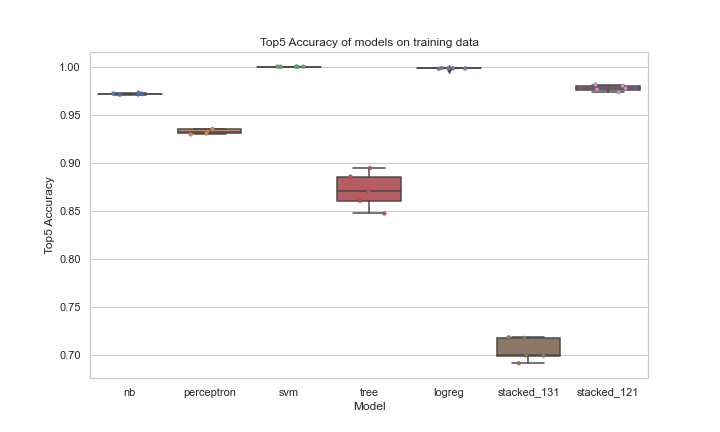 Top5 Accuracy of models on training data
1.00
0.95
0.90
0.85
0.80
0.75
0.70
Top5 Accuracy
nb perceptron svm tree logreg stacked_131 stacked_121
Model